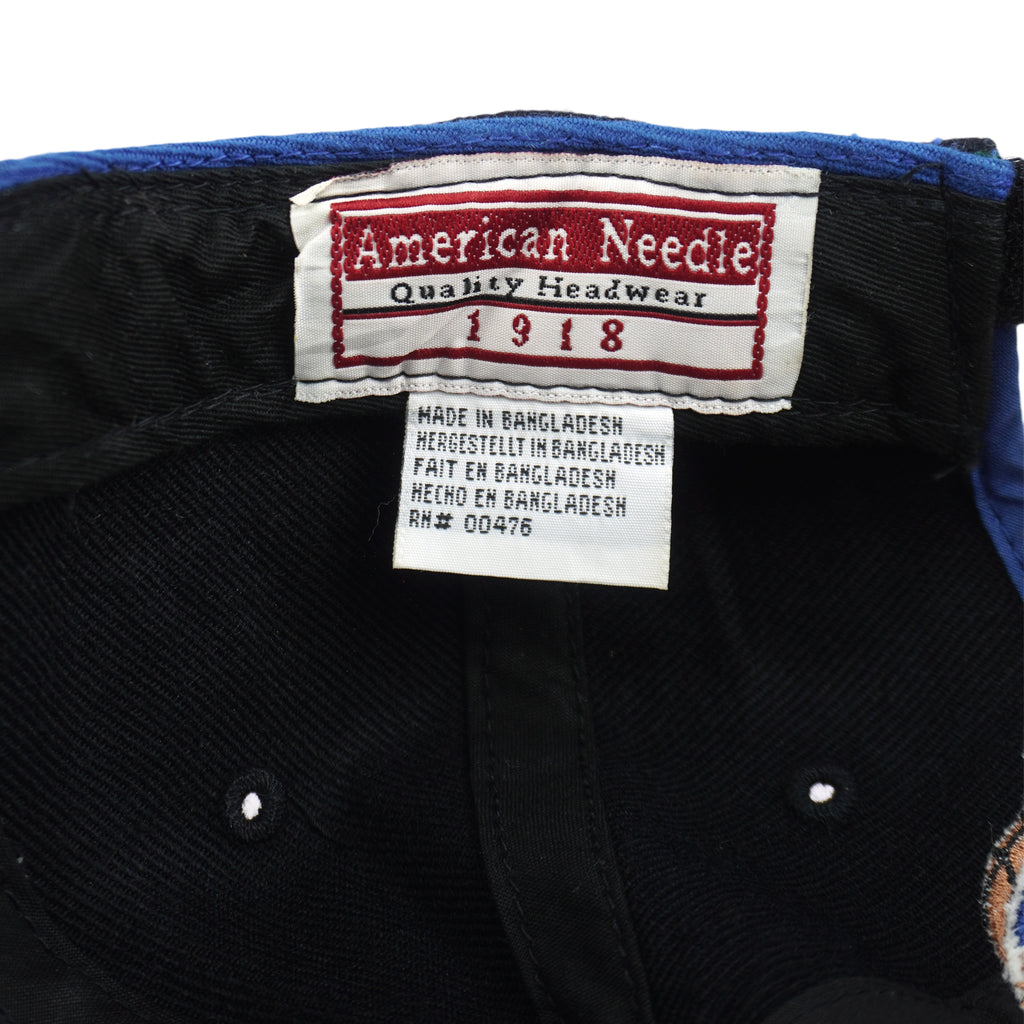 American Needle
Quality Headwear
1918
MADE IN BANGLADESH
HERGESTELLT IN BANGLADESH
FAIT EN BANGLADESH
HECHO EN BANGLADESH
RN# 00476